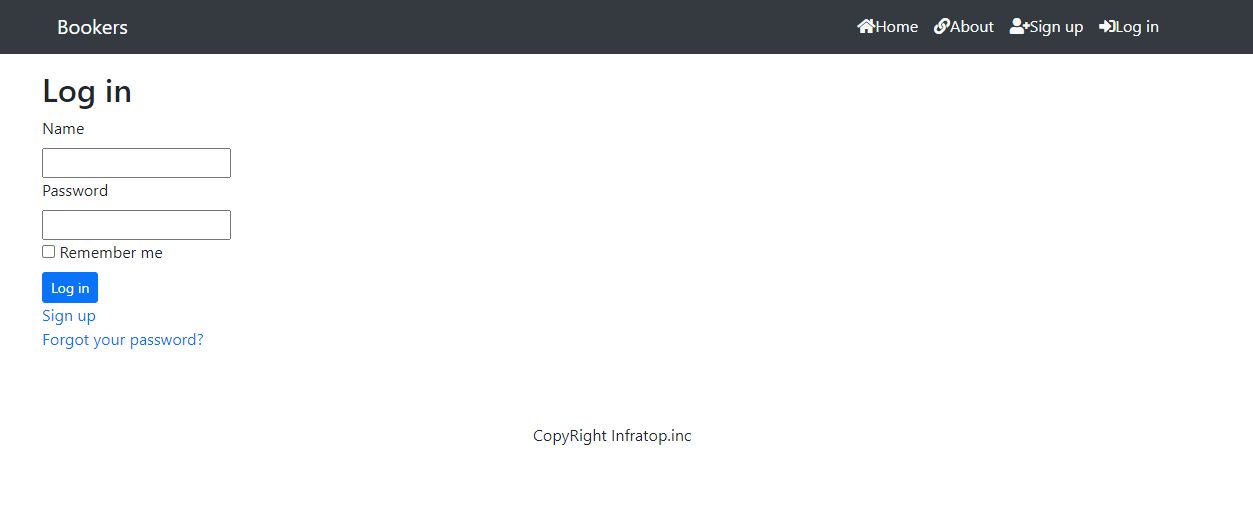 Bookers Home About Sign up Log in
Log in
Name
Password
Remember me
Log in
Sign up
Forgot your password?
CopyRight Infratop.inc